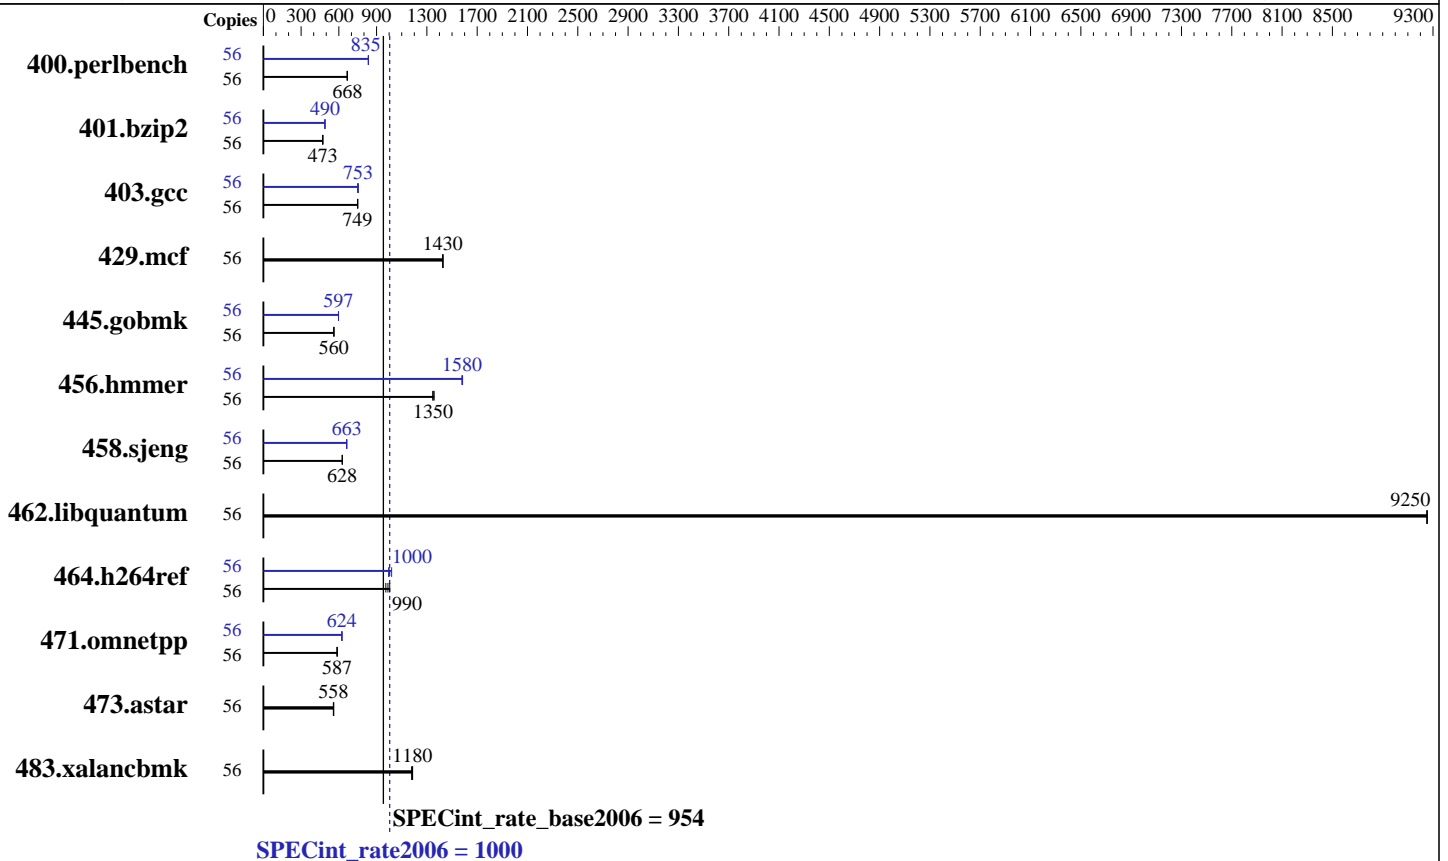 Copies 0 300 600 900 1300 1700 2100 2500 2900 3300 3700 4100 4500 4900 5300 5700 6100 6500 6900 7300 7700 8100 8500 9300
400.perlbench 56 835
56 668
401.bzip2 56 490
56 473
403.gcc 56 753
56 749
429.mcf 56 1430
445.gobmk 56 597
56 560
456.hmmer 56 1580
56 1350
458.sjeng 56 663
56 628
462.libquantum 56 9250
464.h264ref 56 1000
56 990
471.omnetpp 56 624
56 587
473.astar 56 558
483.xalancbmk 56 1180
SPECint_rate_base2006 = 954
SPECint_rate2006 = 1000